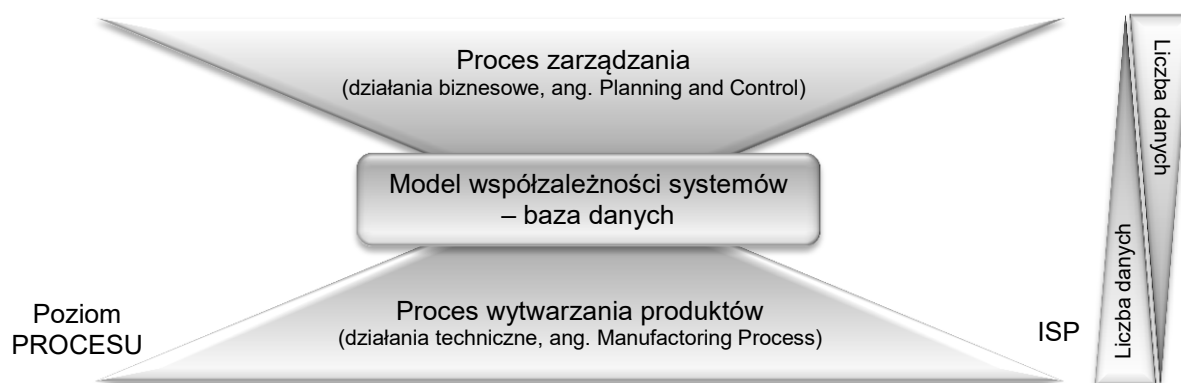 Proces zarządzania
(działania biznesowe, ang. Planning and Control)
Liczba danych
Model współzależności systemów
– baza danych
Liczba danych
Proces wytwarzania produktów
(działania techniczne, ang. Manufactoring Process)
Poziom
PROCESU
ISP